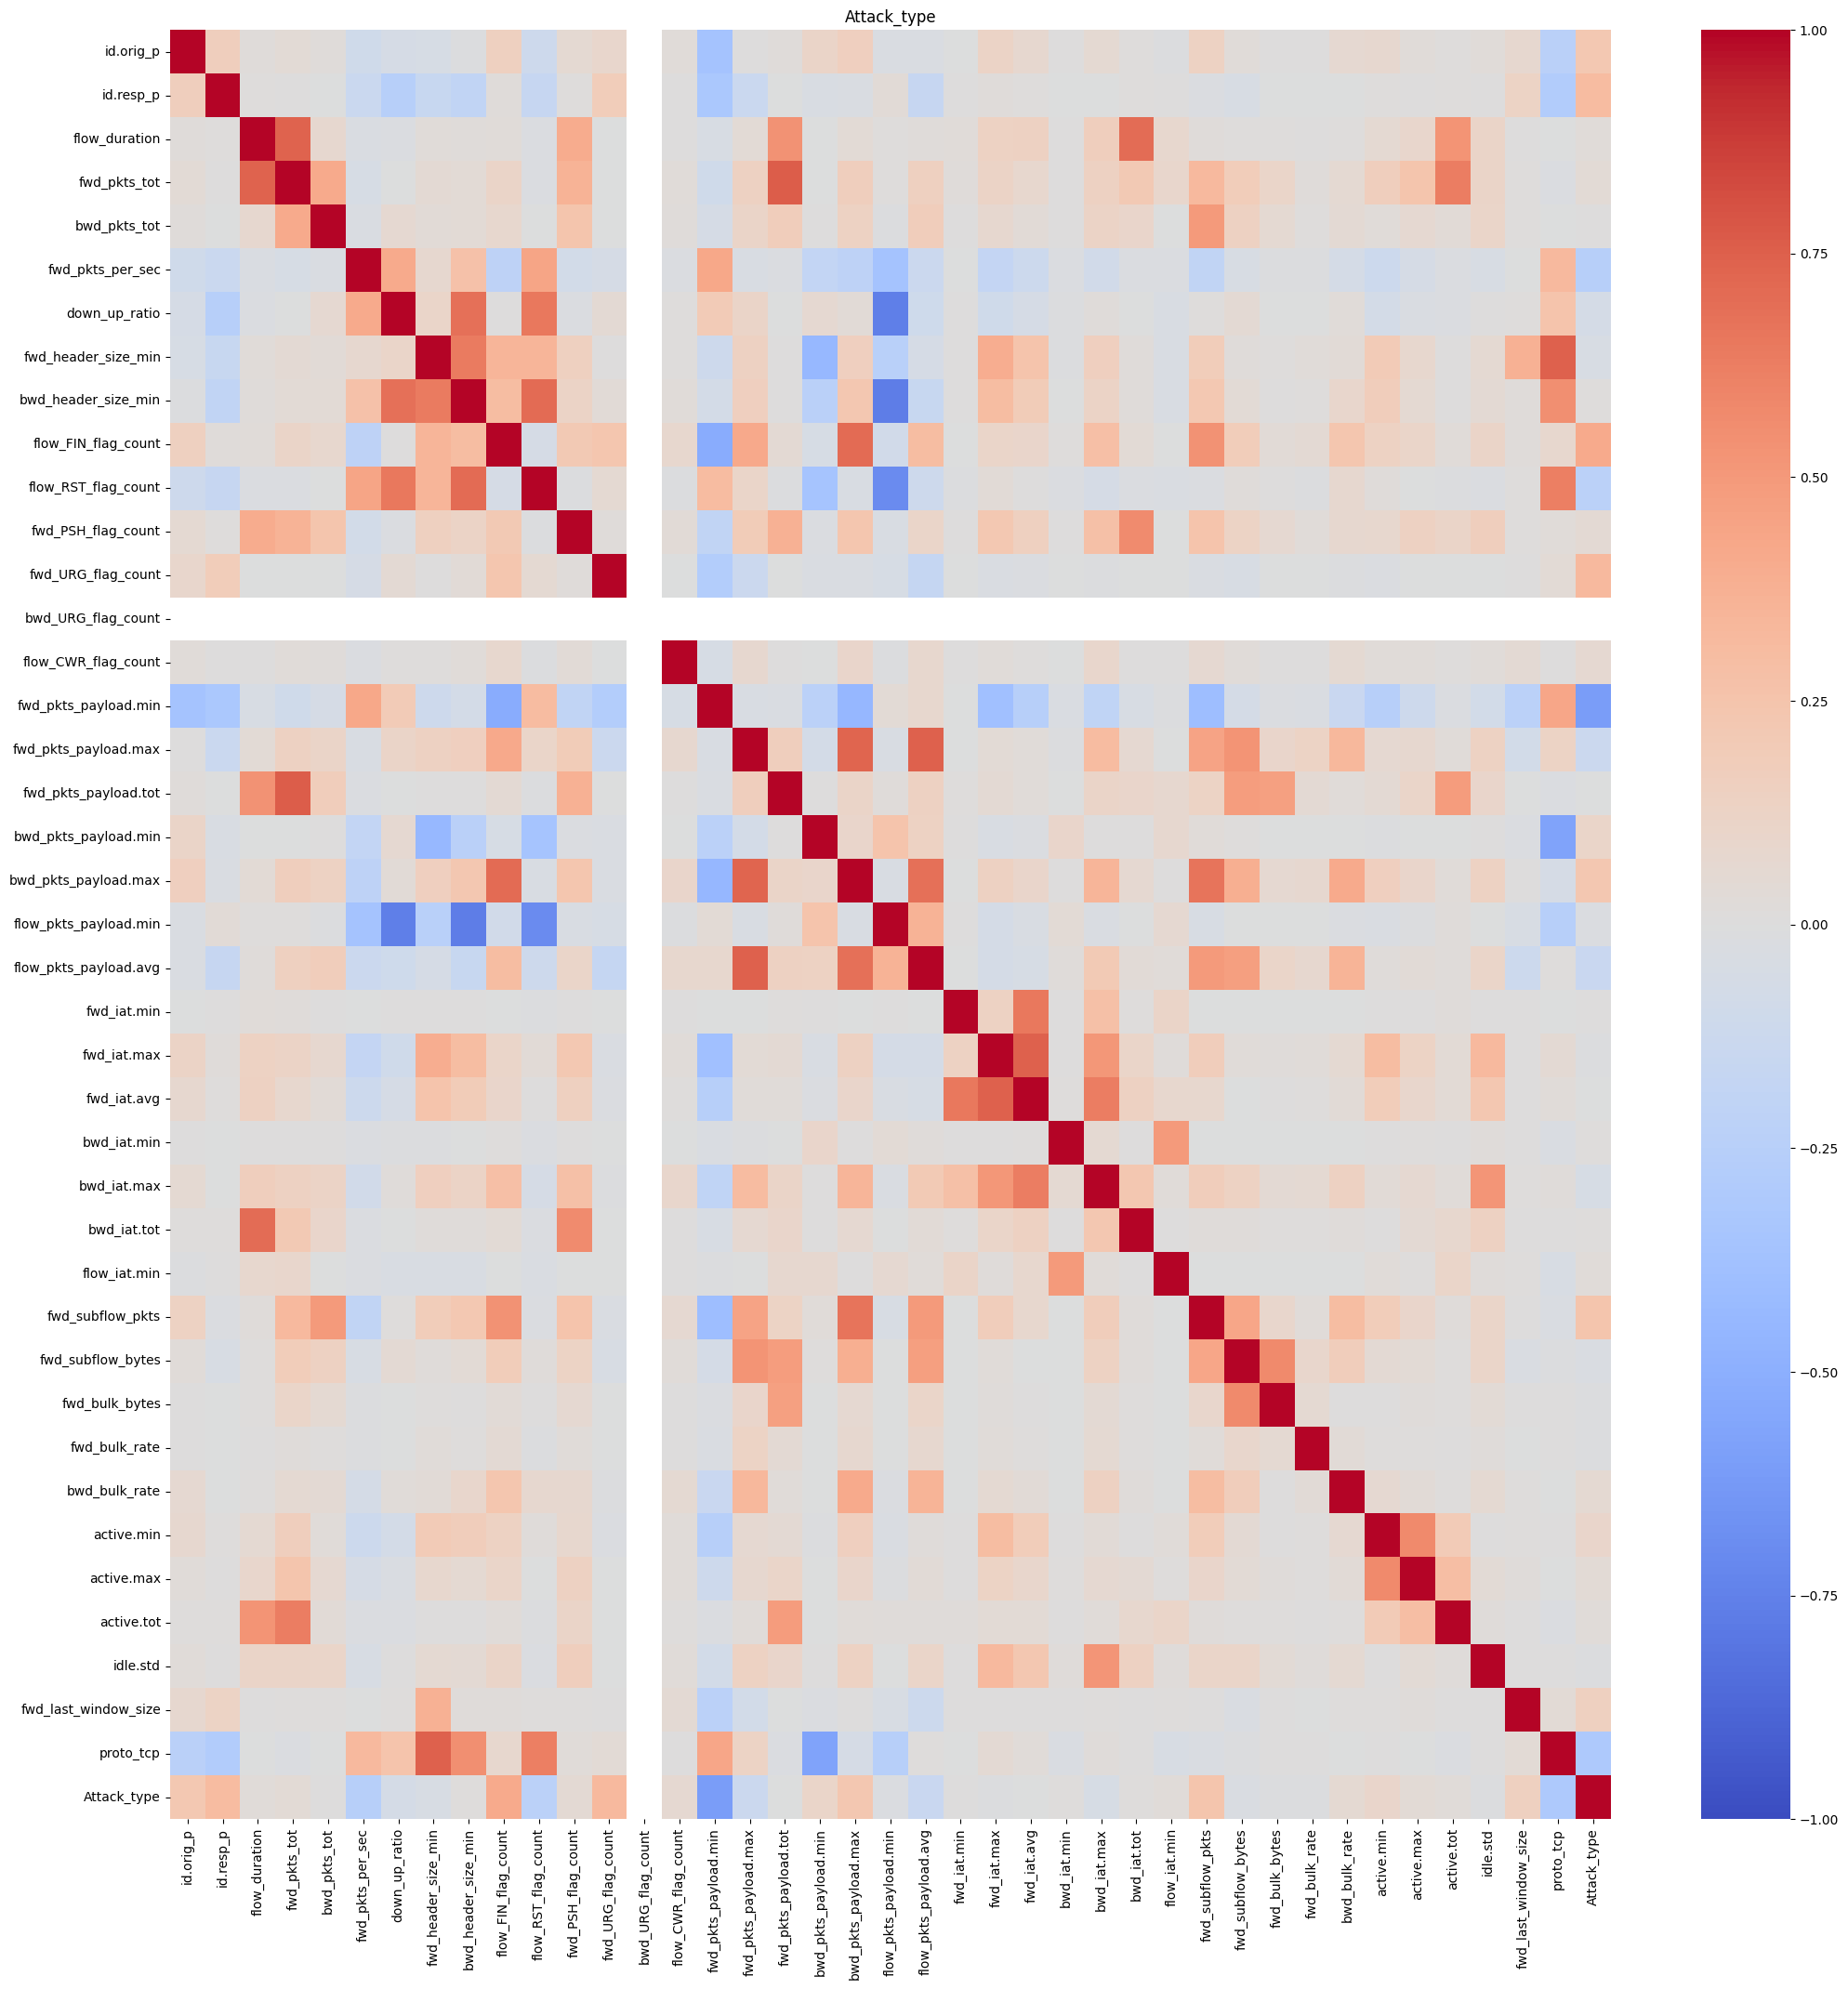 Attack_type
id.orig_p
id.resp_p
flow_duration
fwd_pkts_tot
bwd_pkts_tot
fwd_pkts_per_sec
down_up_ratio
fwd_header_size_min
bwd_header_size_min
flow_FIN_flag_count
flow_RST_flag_count
fwd_PSH_flag_count
fwd_URG_flag_count
bwd_URG_flag_count
flow_CWR_flag_count
fwd_pkts_payload.min
fwd_pkts_payload.max
fwd_pkts_payload.tot
bwd_pkts_payload.min
bwd_pkts_payload.max
flow_pkts_payload.min
flow_pkts_payload.avg
fwd_iat.min
fwd_iat.max
fwd_iat.avg
bwd_iat.min
bwd_iat.max
bwd_iat.tot
flow_iat.min
fwd_subflow_pkts
fwd_subflow_bytes
fwd_bulk_bytes
fwd_bulk_rate
bwd_bulk_rate
active.min
active.max
active.tot
idle.std
fwd_last_window_size
proto_tcp
Attack_type
id.orig_p
id.resp_p
flow_duration
fwd_pkts_tot
bwd_pkts_tot
fwd_pkts_per_sec
down_up_ratio
fwd_header_size_min
bwd_header_size_min
flow_FIN_flag_count
flow_RST_flag_count
fwd_PSH_flag_count
fwd_URG_flag_count
bwd_URG_flag_count
flow_CWR_flag_count
fwd_pkts_payload.min
fwd_pkts_payload.max
fwd_pkts_payload.tot
bwd_pkts_payload.min
bwd_pkts_payload.max
flow_pkts_payload.min
flow_pkts_payload.avg
fwd_iat.min
fwd_iat.max
fwd_iat.avg
bwd_iat.min
bwd_iat.max
bwd_iat.tot
flow_iat.min
fwd_subflow_pkts
fwd_subflow_bytes
fwd_bulk_bytes
fwd_bulk_rate
bwd_bulk_rate
active.min
active.max
active.tot
idle.std
fwd_last_window_size
proto_tcp
Attack_type
1.00
0.75
0.50
0.25
0.00
−0.25
−0.50
−0.75
−1.00